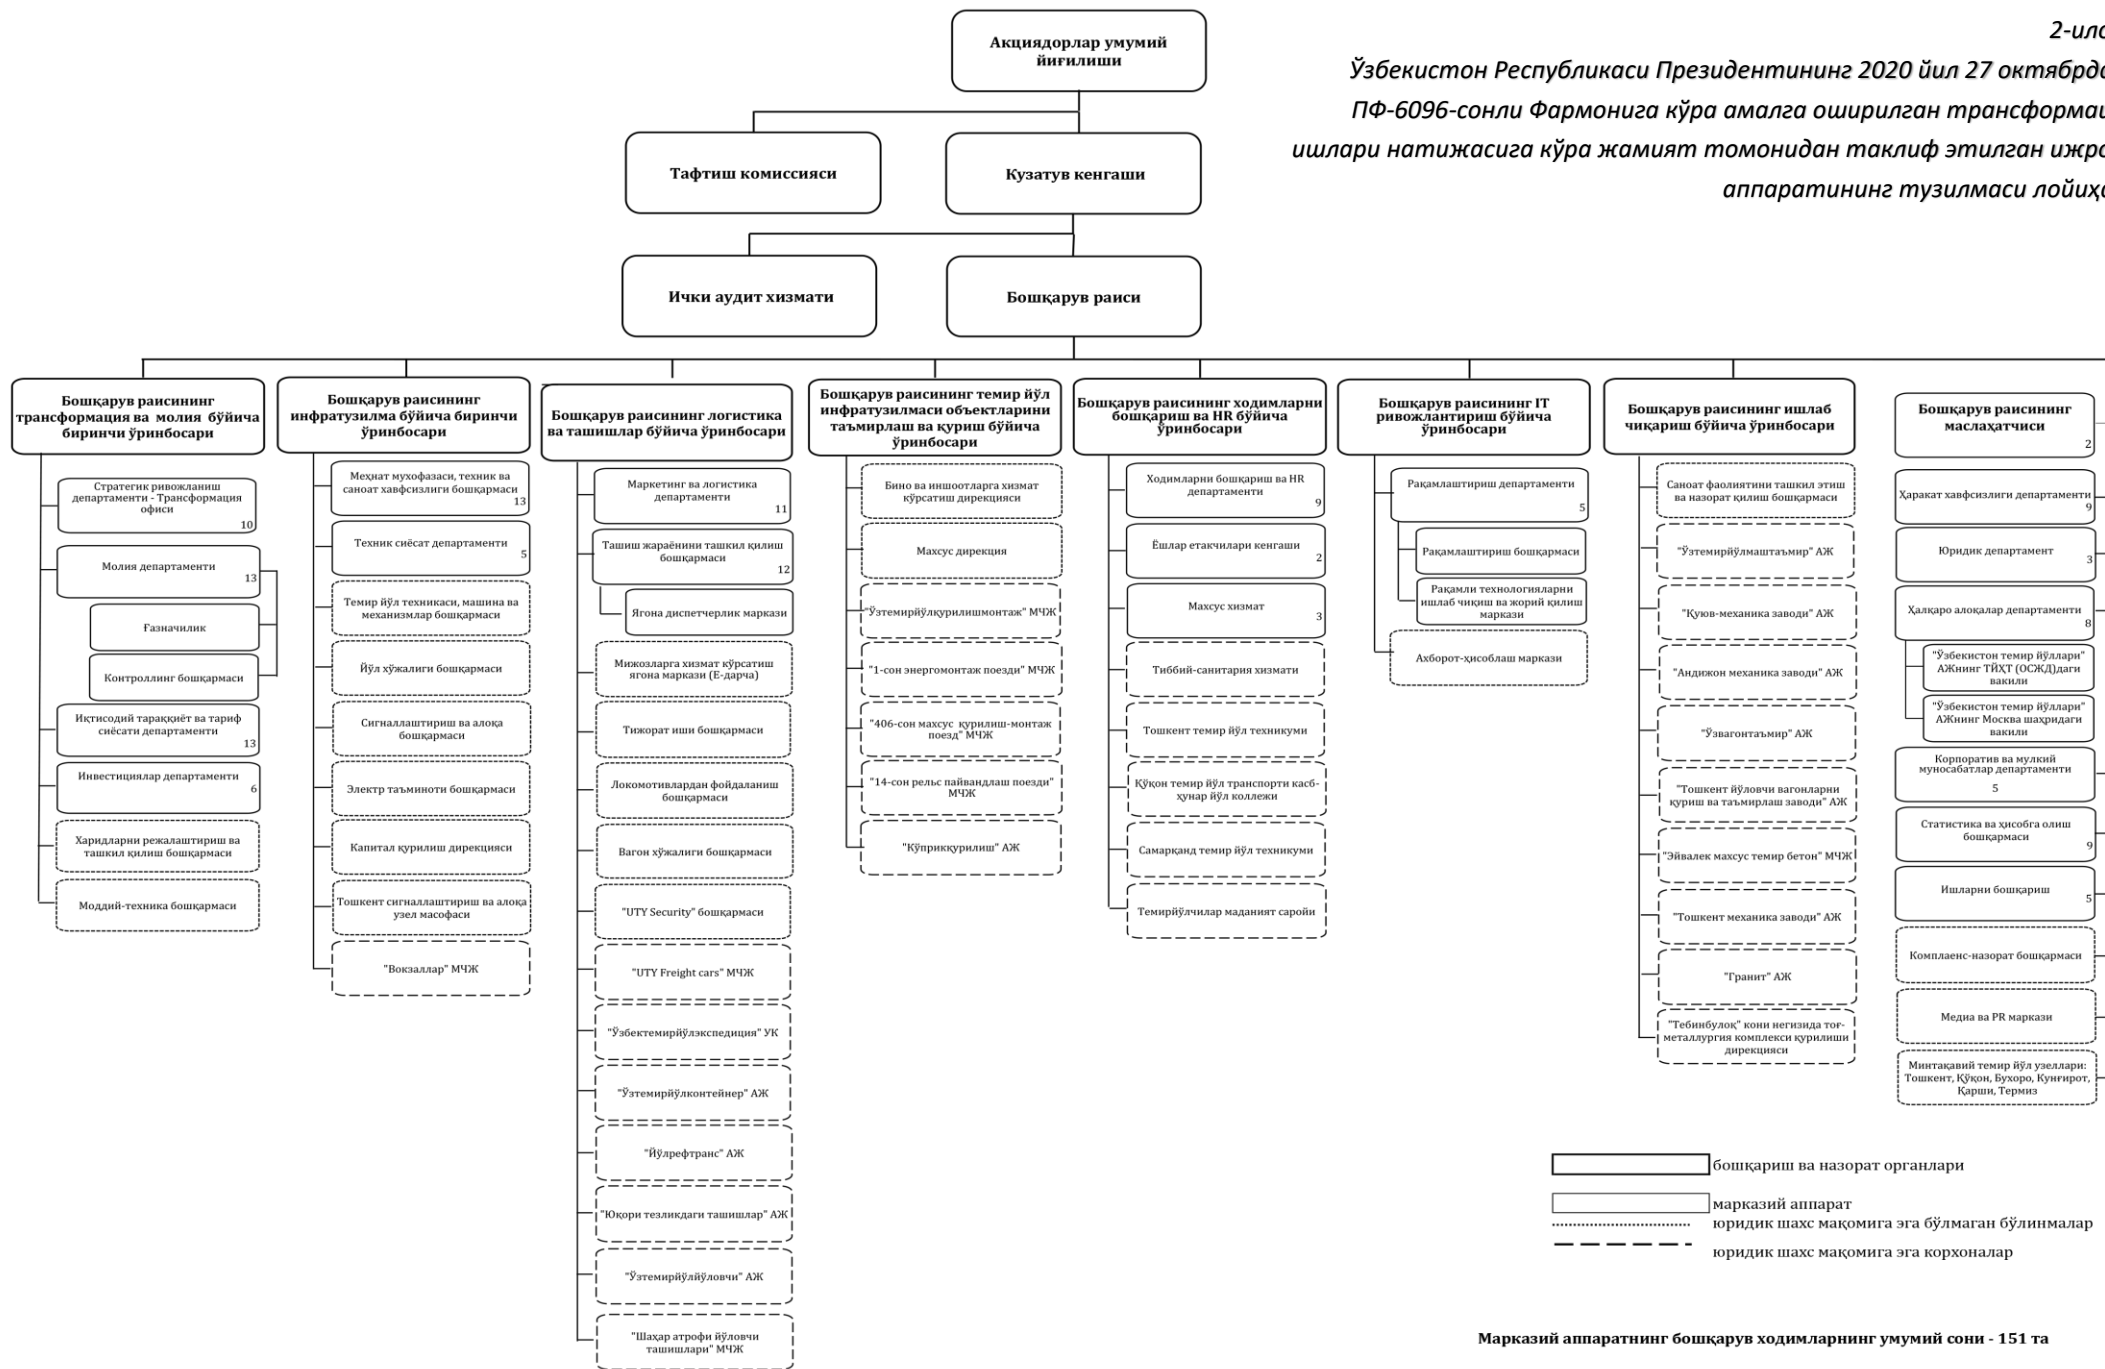 2-ило
Ўзбекистон Республикаси Президентининг 2020 йил 27 октябрда
ПФ-6096-сонли Фармонига кўра амалга оширилган трансформац
ишлари натижасига кўра жамият томонидан таклиф этилган ижро
аппаратининг тузилмаси лойиҳа
Акциядорлар умумий
йиғилиши
Тафтиш комиссияси
Кузатув кенгаши
Ички аудит хизмати
Бошқарув раиси
Бошқарув раисининг
трансформация ва молия бўйича
биринчи ўринбосари
Стратегик ривожланиш
департаменти - Трансформация
офиси
10
Молия департаменти
13
Ғазначилик
Контроллинг бошқармаси
Иқтисодий тараққиёт ва тариф
сиёсати департаменти
13
Инвестициялар департаменти
6
Харидларни режалаштириш ва
ташкил қилиш бошқармаси
Моддий-техника бошқармаси
Бошқарув раисининг
инфратузилма бўйича биринчи
ўринбосари
Меҳнат мухофазаси, техник ва
саноат хавфсизлиги бошқармаси
13
Техник сиёсат департаменти
5
Темир йўл техникаси, машина ва
механизмлар бошқармаси
Йўл хўжалиги бошқармаси
Сигналлаштириш ва алоқа
бошқармаси
Электр таъминоти бошқармаси
Капитал қурилиш дирекцияси
Тошкент сигналлаштириш ва алоқа
узел масофаси
"Вокзаллар" МЧЖ
Бошқарув раисининг логистика
ва ташишлар бўйича ўринбосари
Маркетинг ва логистика
департаменти
11
Ташиш жараёнини ташкил қилиш
бошқармаси
12
Ягона диспетчерлик маркази
Мижозларга хизмат кўрсатиш
ягона маркази (Е-дарча)
Тижорат иши бошқармаси
Локомотивлардан фойдаланиш
бошқармаси
Вагон хўжалиги бошқармаси
"UTY Security" бошқармаси
"UTY Freight cars" МЧЖ
"Ўзбектемирйўлэкспедиция" УК
"Ўзтемирйўлконтейнер" АЖ
"Йўлрефтранс" АЖ
"Юқори тезликдаги ташишлар" АЖ
"Ўзтемирйўлйўловчи" АЖ
"Шаҳар атрофи йўловчи
ташишлари" МЧЖ
Бошқарув раисининг темир йўл
инфратузилмаси объектларини
таъмирлаш ва қуриш бўйича
ўринбосари
Бино ва иншоотларга хизмат
кўрсатиш дирекцияси
Махсус дирекция
"Ўзтемирйўлқурилишмонтаж" МЧЖ
"1-сон энергомонтаж поезди" МЧЖ
"406-сон махсус қурилиш-монтаж
поезд" МЧЖ
"14-сон рельс пайвандлаш поезди"
МЧЖ
"Кўприкқурилиш" АЖ
Бошқарув раисининг ходимларни
бошқариш ва HR бўйича
ўринбосари
Ходимларни бошқариш ва HR
департаменти
9
Ёшлар етакчилари кенгаши
2
Махсус хизмат
3
Тиббий-санитария хизмати
Тошкент темир йўл техникуми
Қўқон темир йўл транспорти касб-
ҳунар йўл коллежи
Самарқанд темир йўл техникуми
Темирйўлчилар маданият саройи
Бошқарув раисининг IT
ривожлантириш бўйича
ўринбосари
Рақамлаштириш департаменти
5
Рақамлаштириш бошқармаси
Рақамли технологияларни
ишлаб чиқиш ва жорий қилиш
маркази
Ахборот-ҳисоблаш маркази
Бошқарув раисининг ишлаб
чиқариш бўйича ўринбосари
Саноат фаолиятини ташкил этиш
ва назорат қилиш бошқармаси
"Ўзтемирйўлмаштаъмир" АЖ
"Қуюв-механика заводи" АЖ
"Андижон механика заводи" АЖ
"Ўзвагонтаъмир" АЖ
"Тошкент йўловчи вагонларни
қуриш ва таъмирлаш заводи" АЖ
"Эйвалек махсус темир бетон" МЧЖ
"Тошкент механика заводи" АЖ
"Гранит" АЖ
"Тебинбулоқ" кони негизида тоғ-
металлургия комплекси қурилиши
дирекцияси
Бошқарув раисининг
маслаҳатчиси
2
Ҳаракат хавфсизлиги департаменти
9
Юридик департамент
3
Ҳалқаро алоқалар департаменти
8
"Ўзбекистон темир йўллари"
АЖнинг ТЙҲТ (ОСЖД)даги
вакили
"Ўзбекистон темир йўллари"
АЖнинг Москва шаҳридаги
вакили
Корпоратив ва мулкий
муносабатлар департаменти
5
Статистика ва ҳисобга олиш
бошқармаси
9
Ишларни бошқариш
5
Комплаенс-назорат бошқармаси
Медиа ва PR маркази
Минтақавий темир йўл узеллари:
Тошкент, Қўқон, Бухоро, Кунғирот,
Қарши, Термиз
бошқариш ва назорат органлари
марказий аппарат
юридик шахс мақомига эга бўлмаган бўлинмалар
юридик шахс мақомига эга корхоналар
Марказий аппаратнинг бошқарув ходимларнинг умумий сони - 151 та